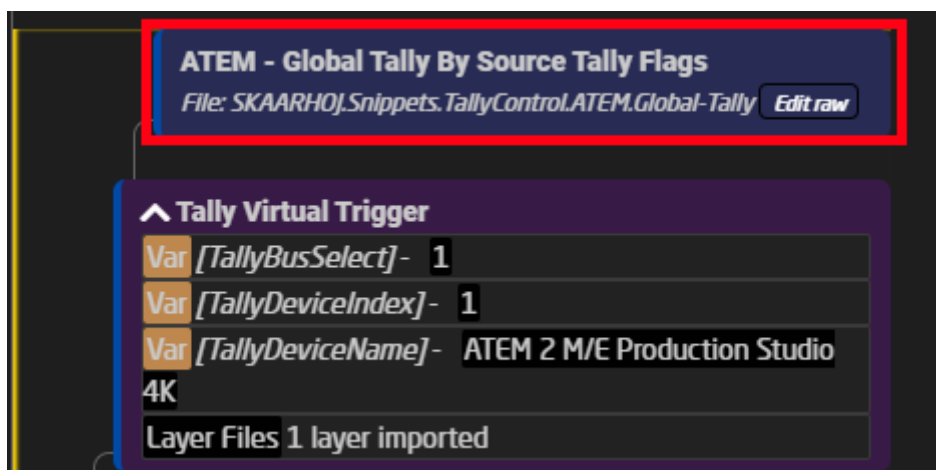 ATEM - Global Tally By Source Tally Flags
File: SKAARHOJ.Snippets.TallyControl.ATEM.Global-Tally Edit raw
Tally Virtual Trigger
Var [TallyBusSelect] - 1
Var [TallyDeviceIndex] - 1
Var [TallyDeviceName] - ATEM 2 M/E Production Studio
4K
Layer Files 1 layer imported